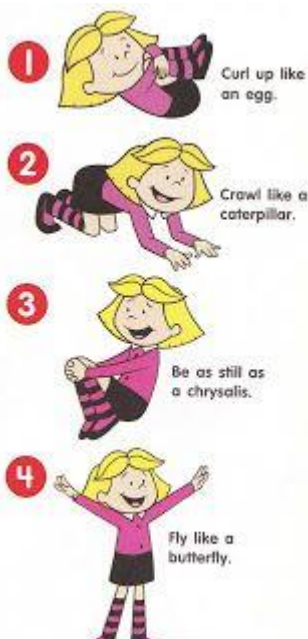 1
Curl up like
an egg.
2
Crawl like a
caterpillar.
3
Be as still as
a chrysalis.
4
Fly like a
butterfly.